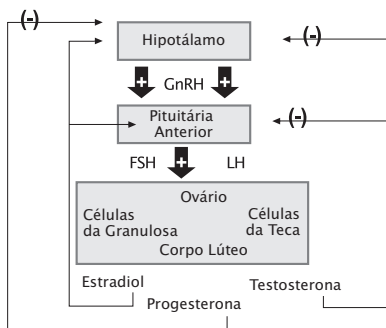 (-)
Hipotálamo
(-)
+
GnRH
+
Pituitária
Anterior
(-)
FSH
+
LH
Ovário
Células
da Granulosa
Células
da Teca
Corpo Lúteo
Estradiol
Testosterona
Progesterona